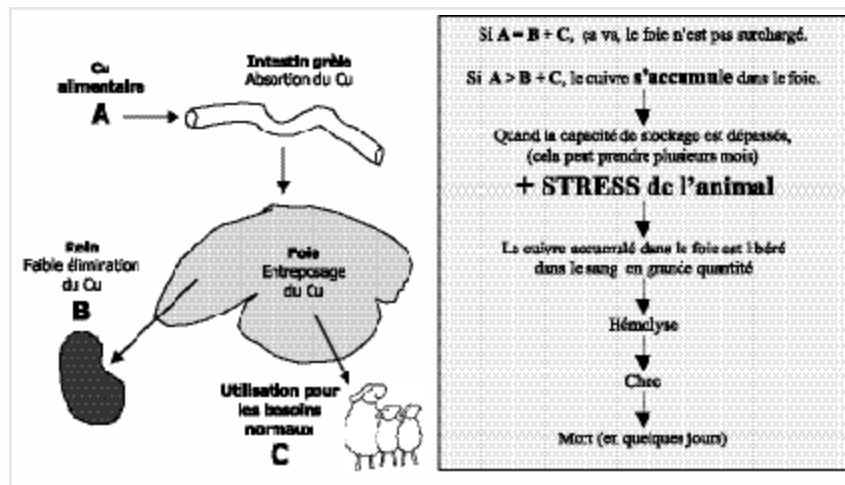 Cu
alimentaire
A
Intestin grêle
Absortion du Cu
Rein
Faible élimination
du Cu
B
Foie
Entreposage
du Cu
Utilisation pour
les besoins
normaux
C
Si A = B + C, ça va, le foie n'est pas surchargé.
Si A > B + C, le cuivre s'accumule dans le foie.
Quand la capacité de stockage est dépassés,
(cela peut prendre plusieurs mois)
+ STRESS de l'animal
Le cuivre accumulé dans le foie est libéré
dans le sang en grande quantité
Hémolyse
Choc
Mort (en quelques jours)